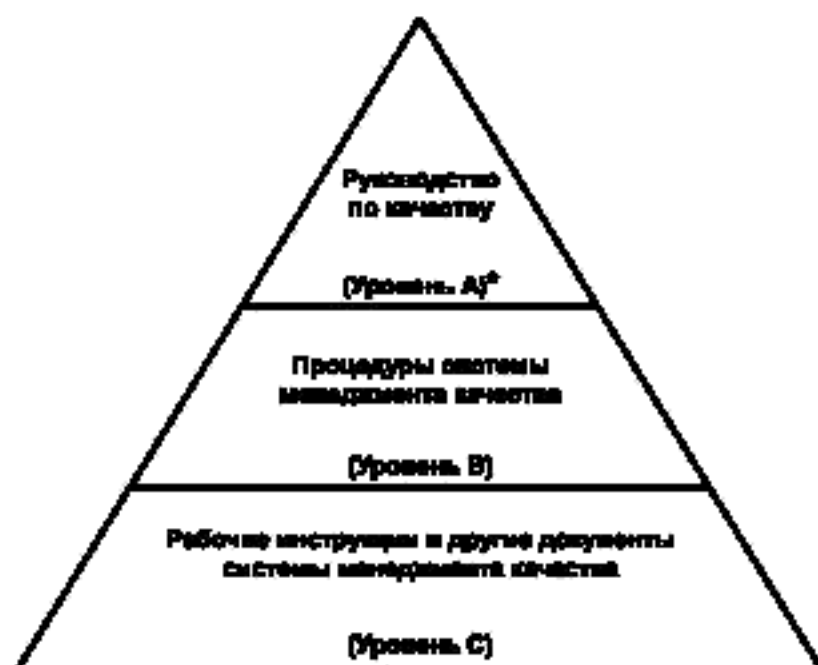 Руководство
по качеству
(Уровень A)*
Процедуры системы
менеджмента качества
(Уровень B)
Рабочие инструкции и другие документы
системы менеджмента качества
(Уровень C)